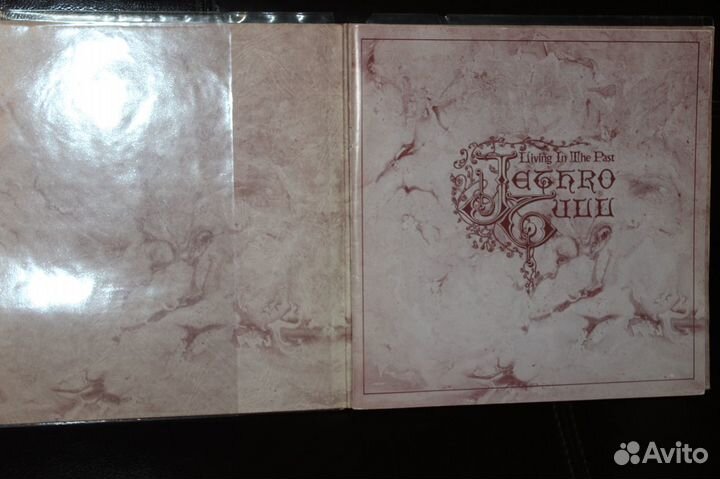 Living In The Past
Jethro
Tull
Avito